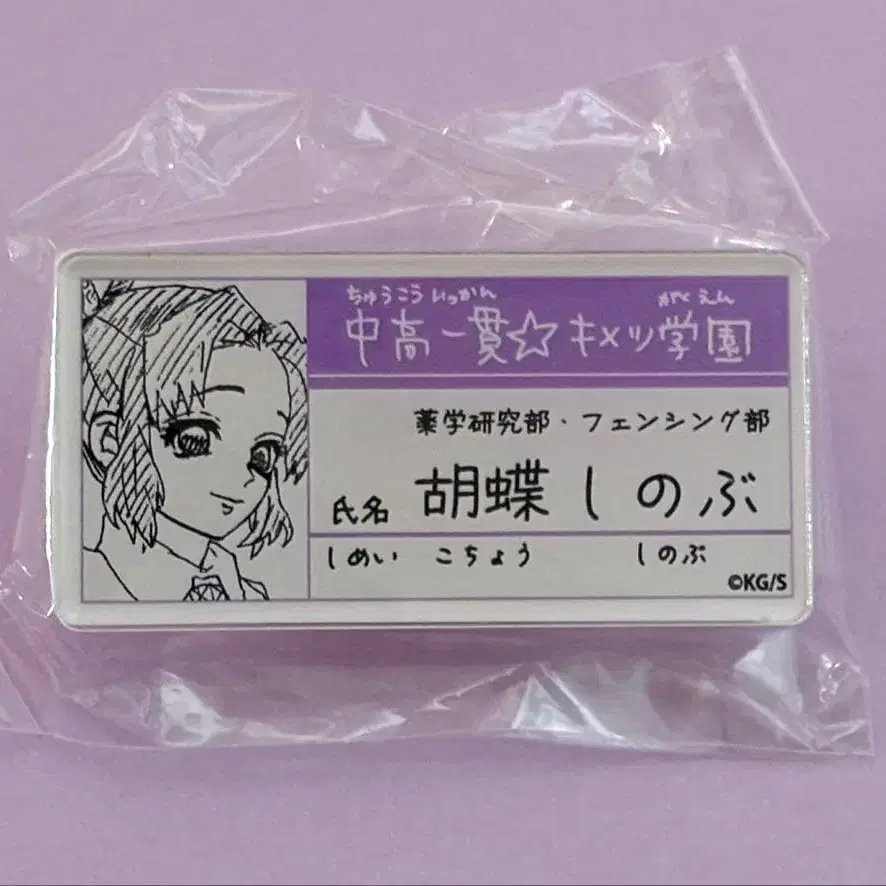 ちゅうこういっかん がくえん
中高一貫☆キメツ学園
薬学研究部・フェンシング部
氏名 胡蝶しのぶ
しめい こちょう しのぶ
©KG/S